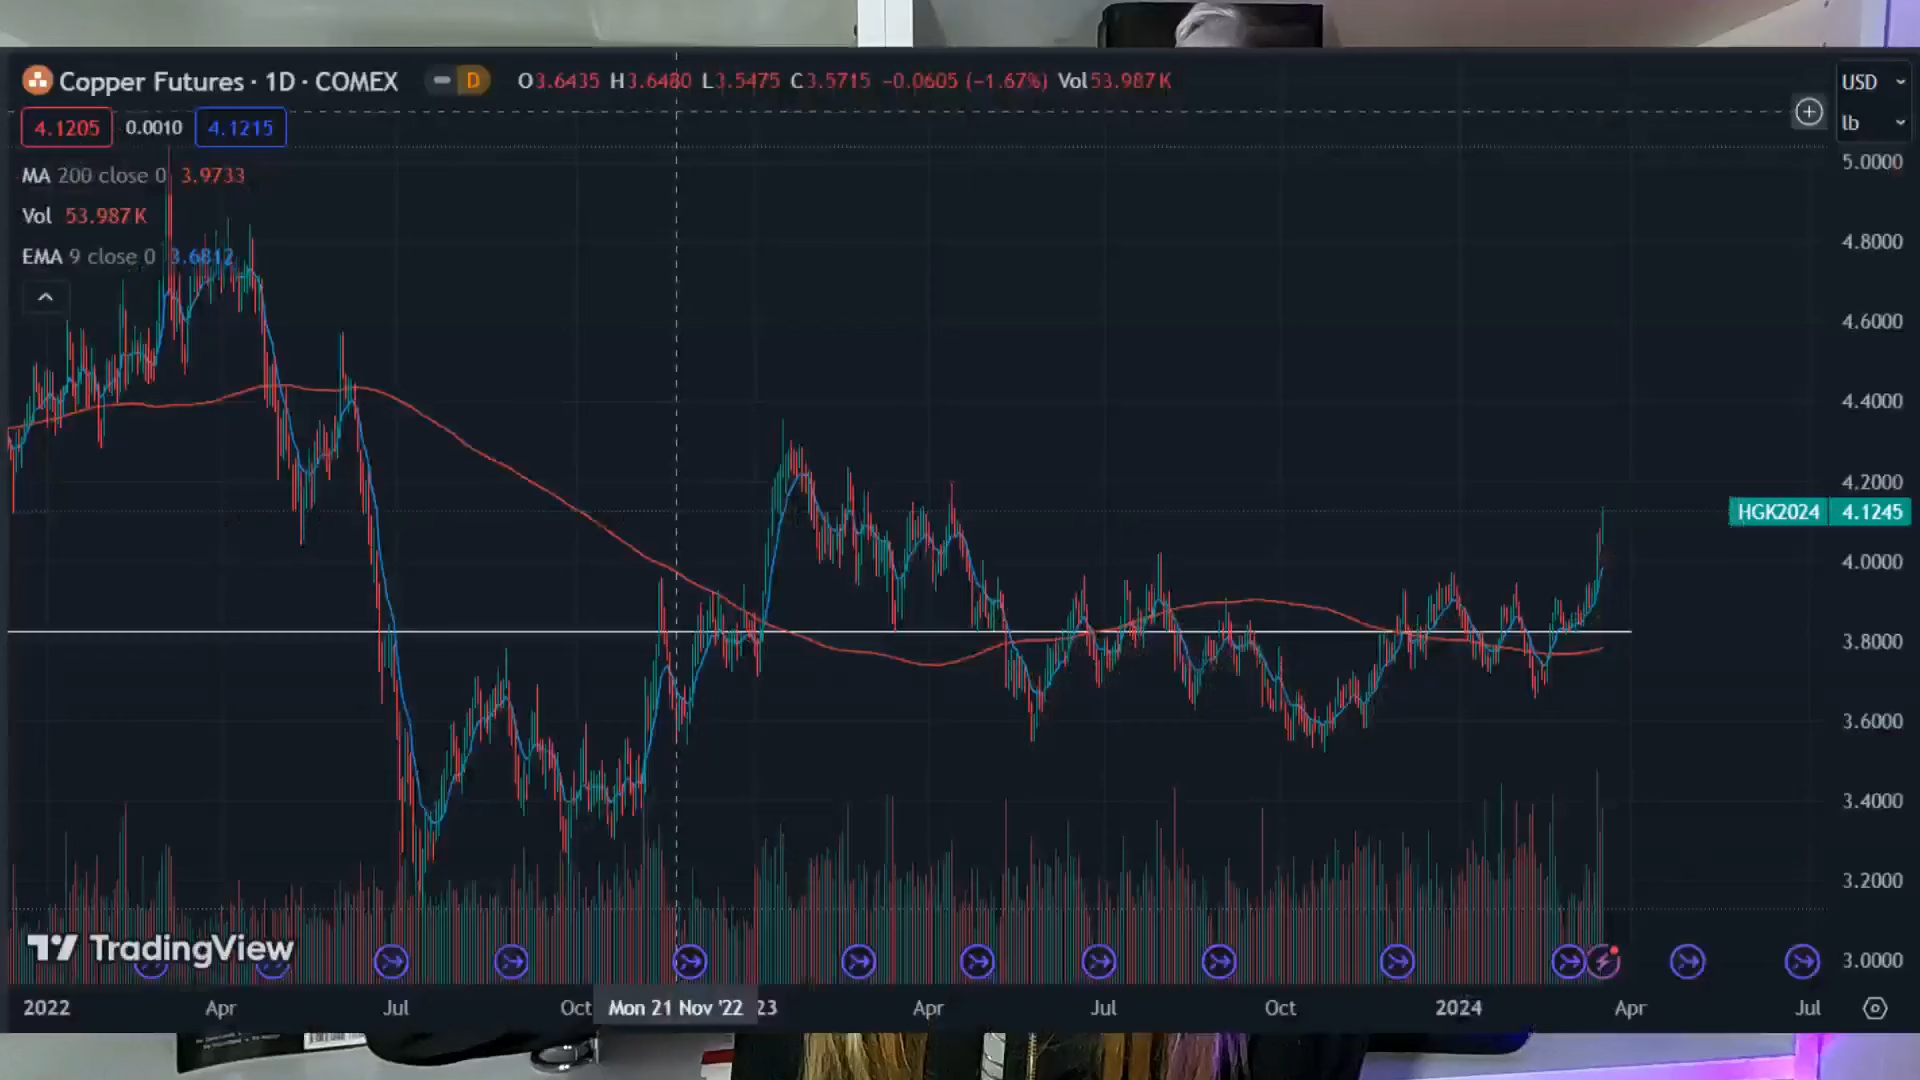 Copper Futures · 1D · COMEX D O3.6435 H3.6480 L3.5475 C3.5715 −0.0605 (−1.67%) Vol53.987K USD
4.1205 0.0010 4.1215 lb
MA 200 close 0 3.9733
Vol 53.987K
EMA 9 close 0 3.6812
5.0000
4.8000
4.6000
4.4000
4.2000
HGK2024 4.1245
4.0000
3.8000
3.6000
3.4000
3.2000
3.0000
TradingView
2022 Apr Jul Oct Mon 21 Nov '22 23 Apr Jul Oct 2024 Apr Jul